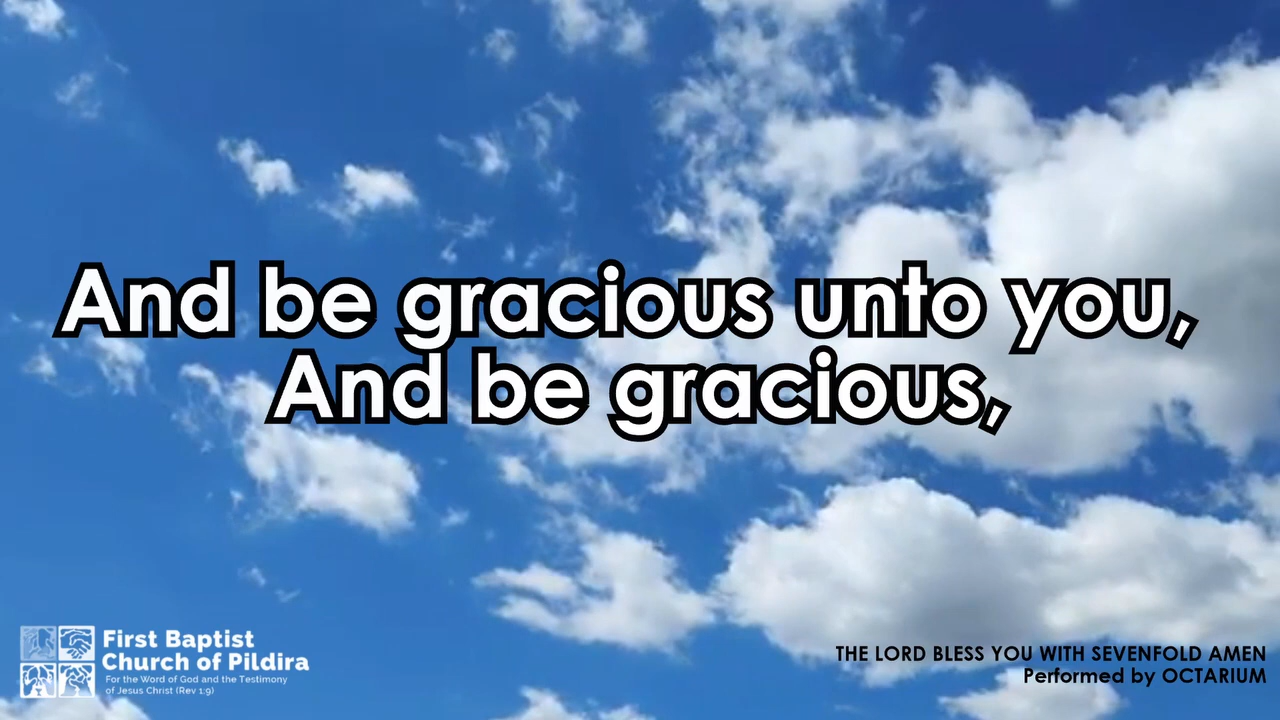 And be gracious unto you,
And be gracious,
First Baptist
Church of Pildira
For the Word of God and the Testimony
of Jesus Christ (Rev 1:9)
THE LORD BLESS YOU WITH SEVENFOLD AMEN
Performed by OCTARIUM